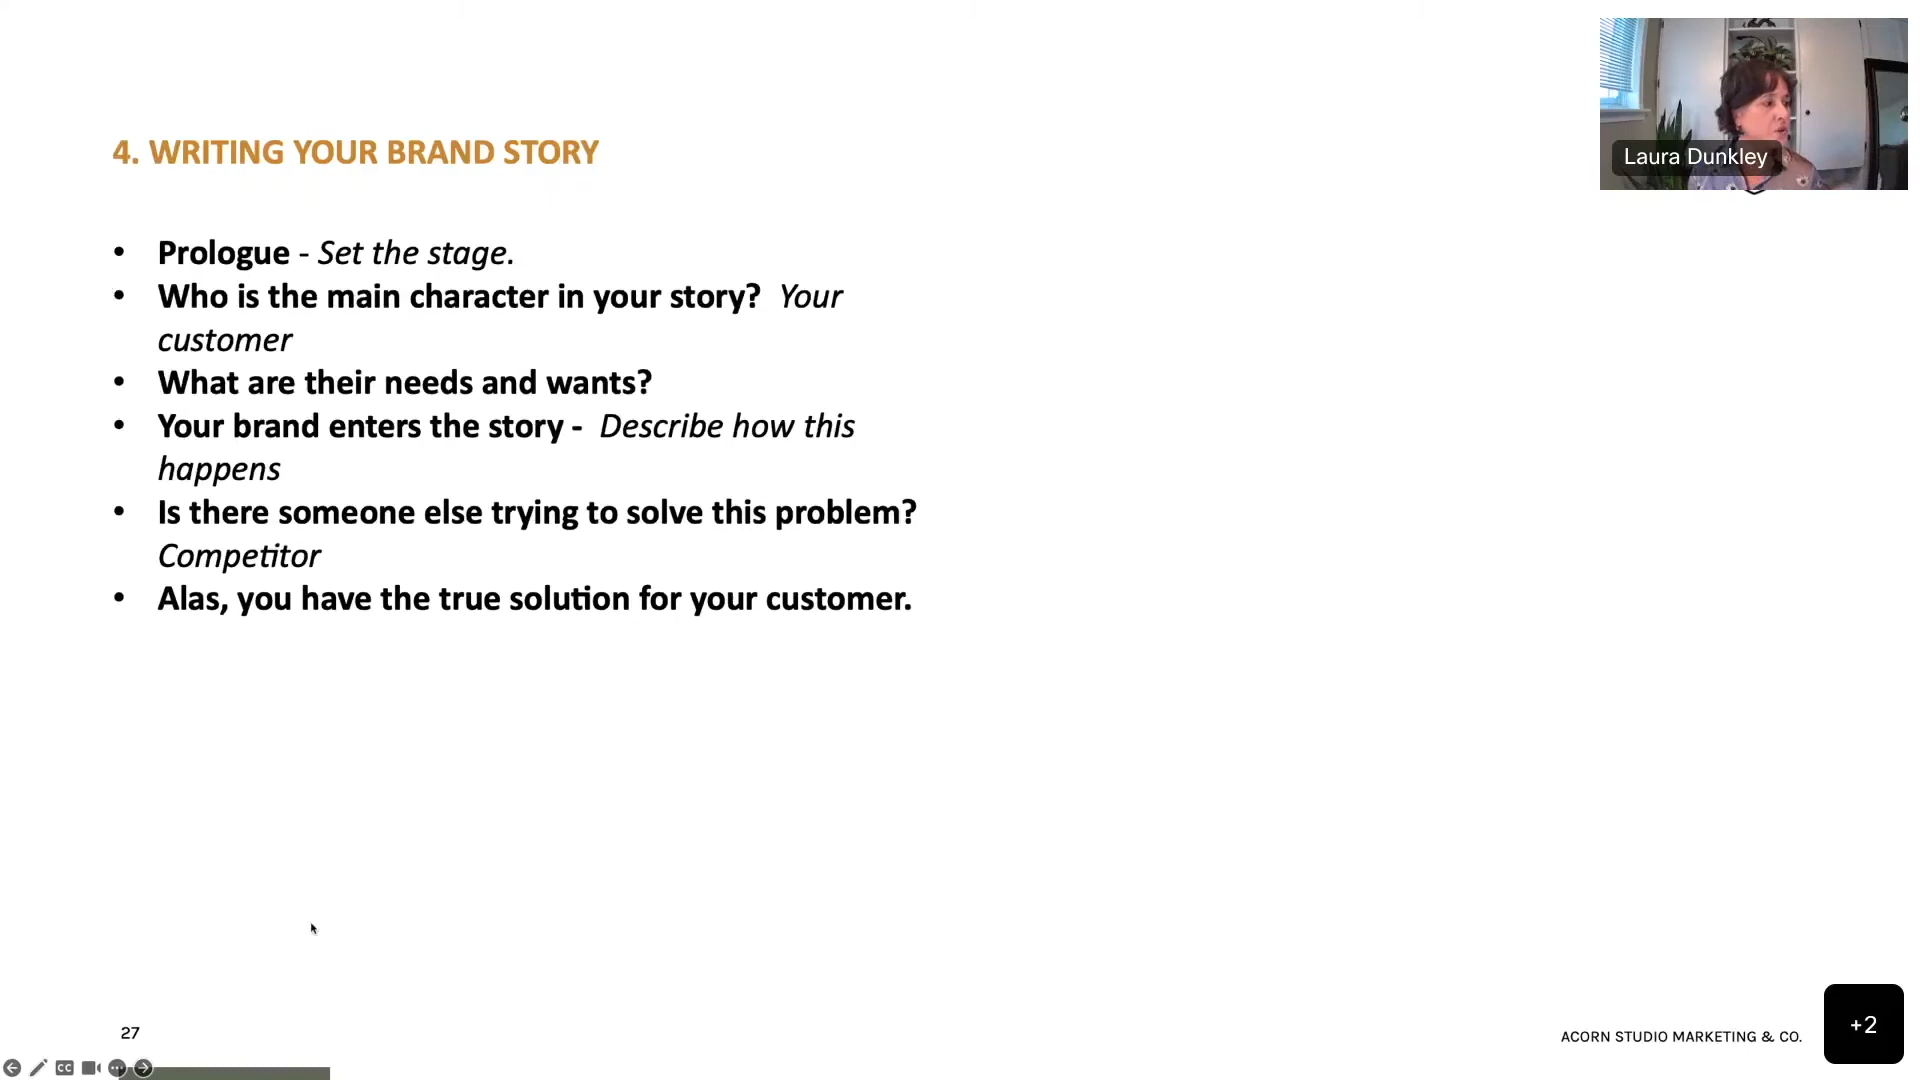 Laura Dunkley
4. WRITING YOUR BRAND STORY
• Prologue - Set the stage.
• Who is the main character in your story? Your
customer
• What are their needs and wants?
• Your brand enters the story - Describe how this
happens
• Is there someone else trying to solve this problem?
Competitor
• Alas, you have the true solution for your customer.
27
ACORN STUDIO MARKETING & CO.
+2
CC